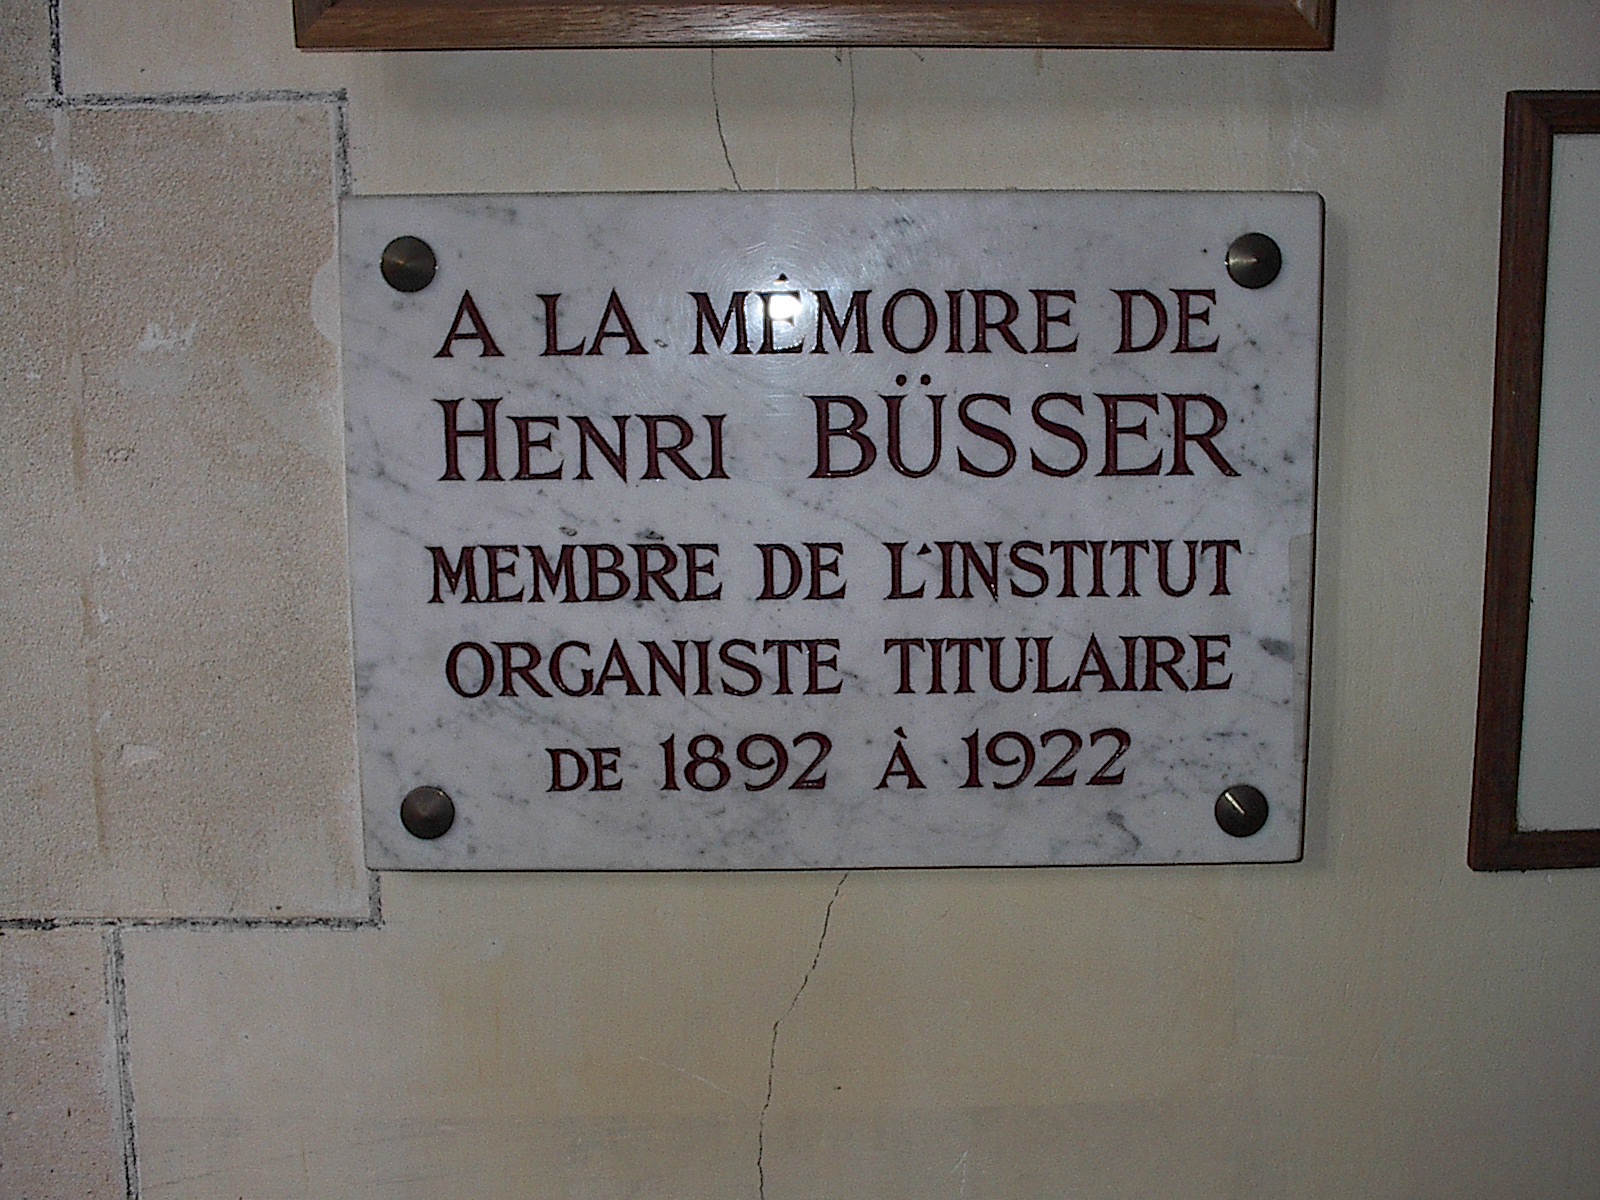 A LA MÉMOIRE DE
HENRI BÜSSER
MEMBRE DE L'INSTITUT
ORGANISTE TITULAIRE
DE 1892 À 1922